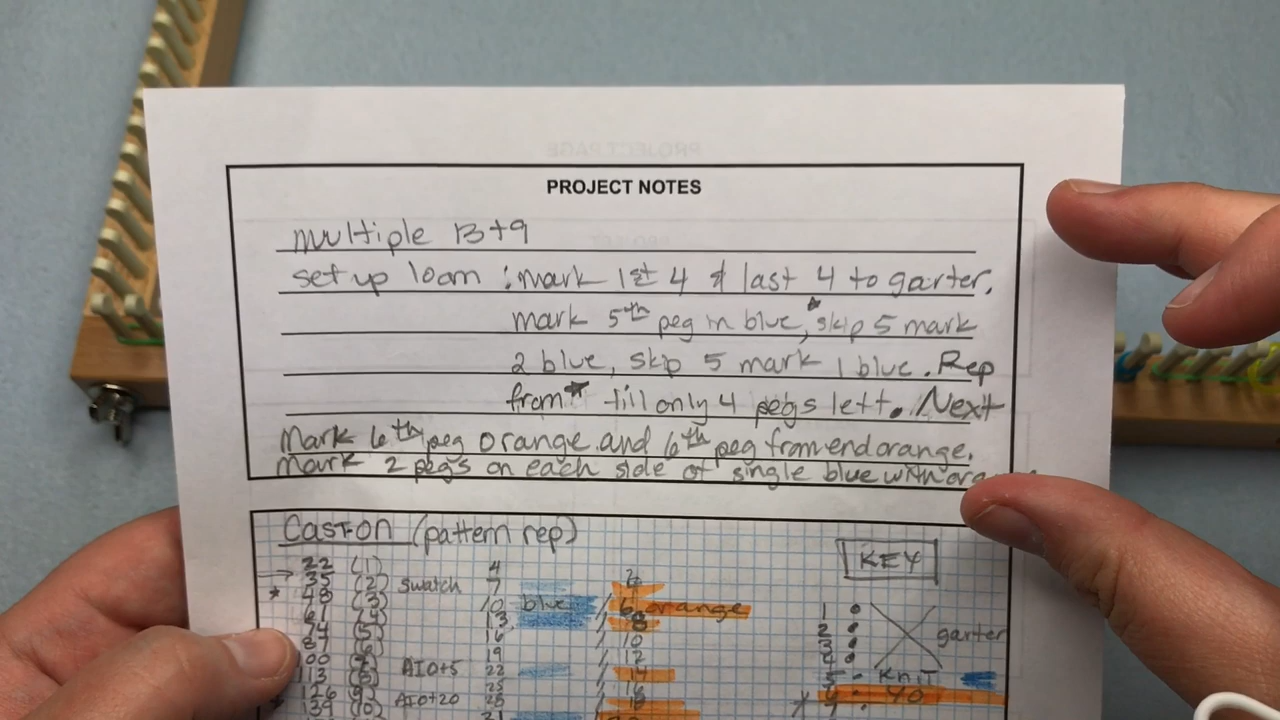 PROJECT NOTES
multiple 13+9
set up loom : mark 1st 4 & last 4 to garter.
mark 5th peg in blue, *skip 5 mark
2 blue, skip 5 mark 1 blue. Rep
from * till only 4 pegs left. Next
Mark 6th peg orange and 6th peg from end orange.
Mark 2 pegs on each side of single blue with
Cast-on (pattern rep)
KEY
22 (1) 4
35 (2) swatch 7
* 48 (3) 10 blue / 6 orange
61 (4) 13 / 8
74 (5) 16 / 10
1
2
3
4
garter
87 (6) 19 / 12
100 (7)
113 (8) AIO+5 22 / 14
5 knit
126 (9) 25 / 16
6 YO
139 (10) AIO+20 28 / 18
7
31